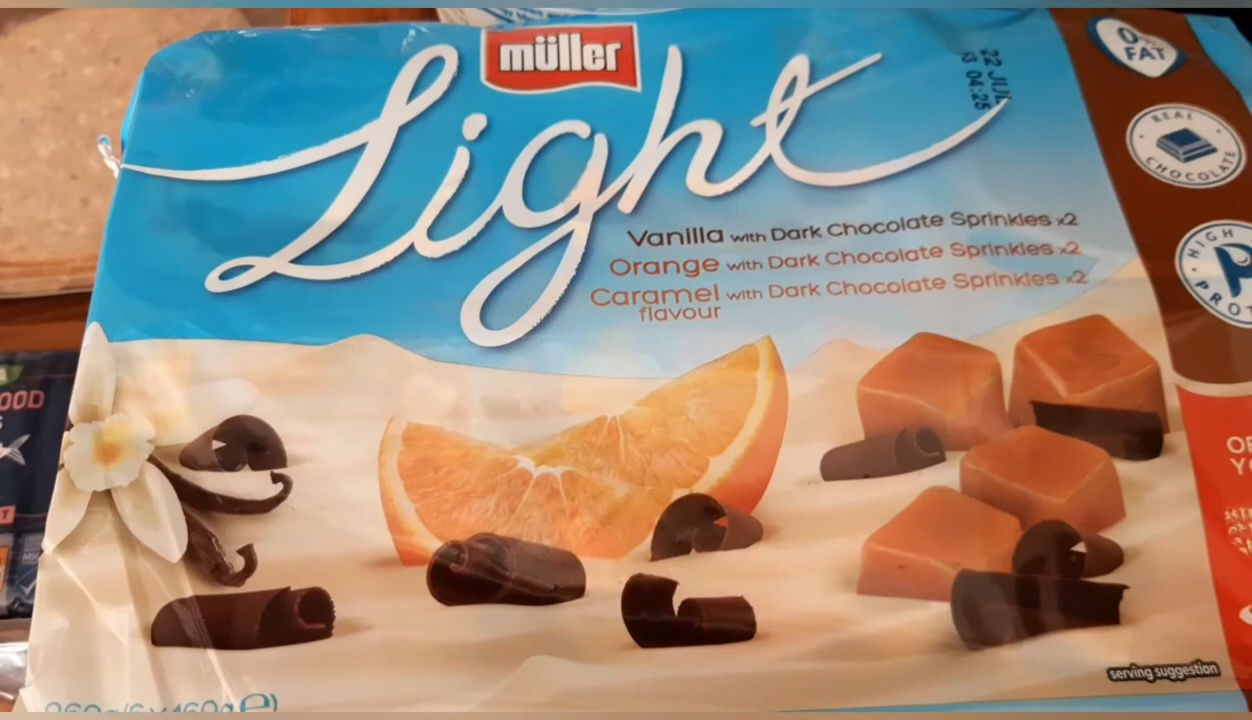 müller
Light
22 JUL
04:25
0% FAT
REAL
CHOCOLATE
HIGH
Vanilla with Dark Chocolate Sprinkles x2
Orange with Dark Chocolate Sprinkles x2
Caramel with Dark Chocolate Sprinkles x2
flavour
serving suggestion